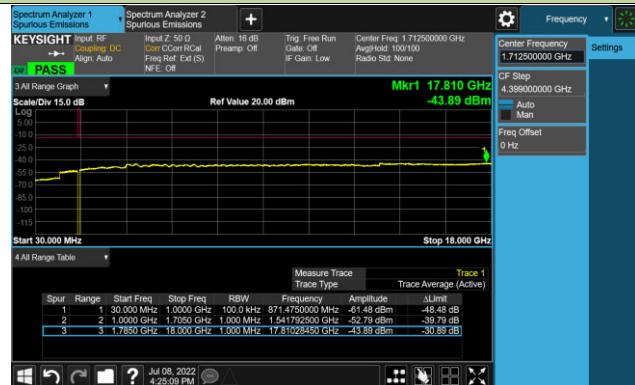 Spectrum Analyzer 1
Spurious Emissions
Spectrum Analyzer 2
Spurious Emissions
+
Frequency
KEYSIGHT
Input: RF
Coupling: DC
Align: Auto
Input Z: 50 Ω
Corr CCorr RCal
Freq Ref: Ext (S)
NFE: Off
Atten: 16 dB
Preamp: Off
Trig: Free Run
Gate: Off
IF Gain: Low
Center Freq: 1.712500000 GHz
Avg|Hold: 100/100
Radio Std: None
PASS
Center Frequency
1.712500000 GHz
Settings
CF Step
4.399000000 GHz
Auto
Man
Freq Offset
0 Hz
3 All Range Graph
Mkr1 17.810 GHz
Scale/Div 15.0 dB
Ref Value 20.00 dBm
-43.89 dBm
Log
5.00
-10.0
-25.0
-40.0
-55.0
-70.0
-85.0
-100
-115
1
Start 30.000 MHz
Stop 18.000 GHz
4 All Range Table
Measure Trace Trace 1
Trace Type Trace Average (Active)
Spur Range Start Freq Stop Freq RBW Frequency Amplitude ΔLimit
1 1 30.000 MHz 1.0000 GHz 100.0 kHz 871.4750000 MHz -61.48 dBm -48.48 dB
2 2 1.0000 GHz 1.7050 GHz 1.000 MHz 1.541792500 GHz -52.79 dBm -39.79 dB
3 3 1.7850 GHz 18.000 GHz 1.000 MHz 17.81028450 GHz -43.89 dBm -30.89 dB
?
Jul 08, 2022
4:25:09 PM